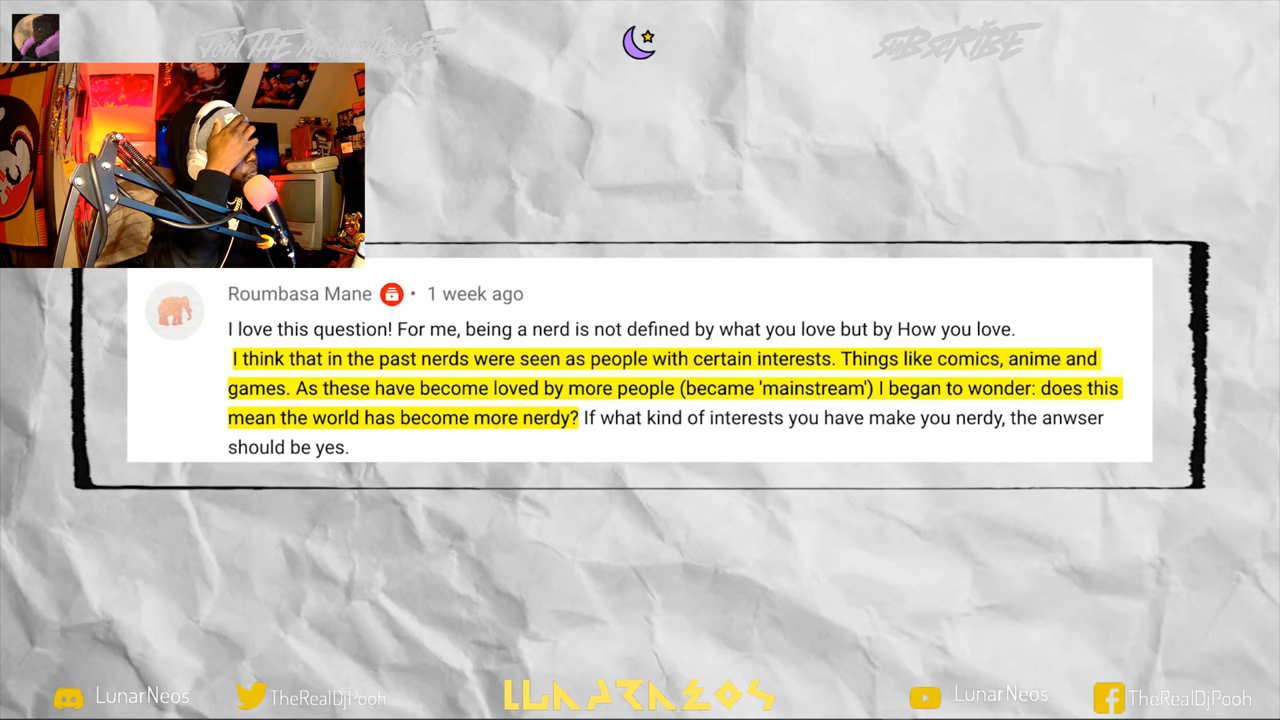 JOIN THE MOONVILLAGE
SUBSCRIBE
Roumbasa Mane • 1 week ago
I love this question! For me, being a nerd is not defined by what you love but by How you love.
I think that in the past nerds were seen as people with certain interests. Things like comics, anime and
games. As these have become loved by more people (became 'mainstream') I began to wonder: does this
mean the world has become more nerdy? If what kind of interests you have make you nerdy, the anwser
should be yes.
LunarNeos
TheRealDjPooh
LUNARNEOS
LunarNeos
TheRealDjPooh